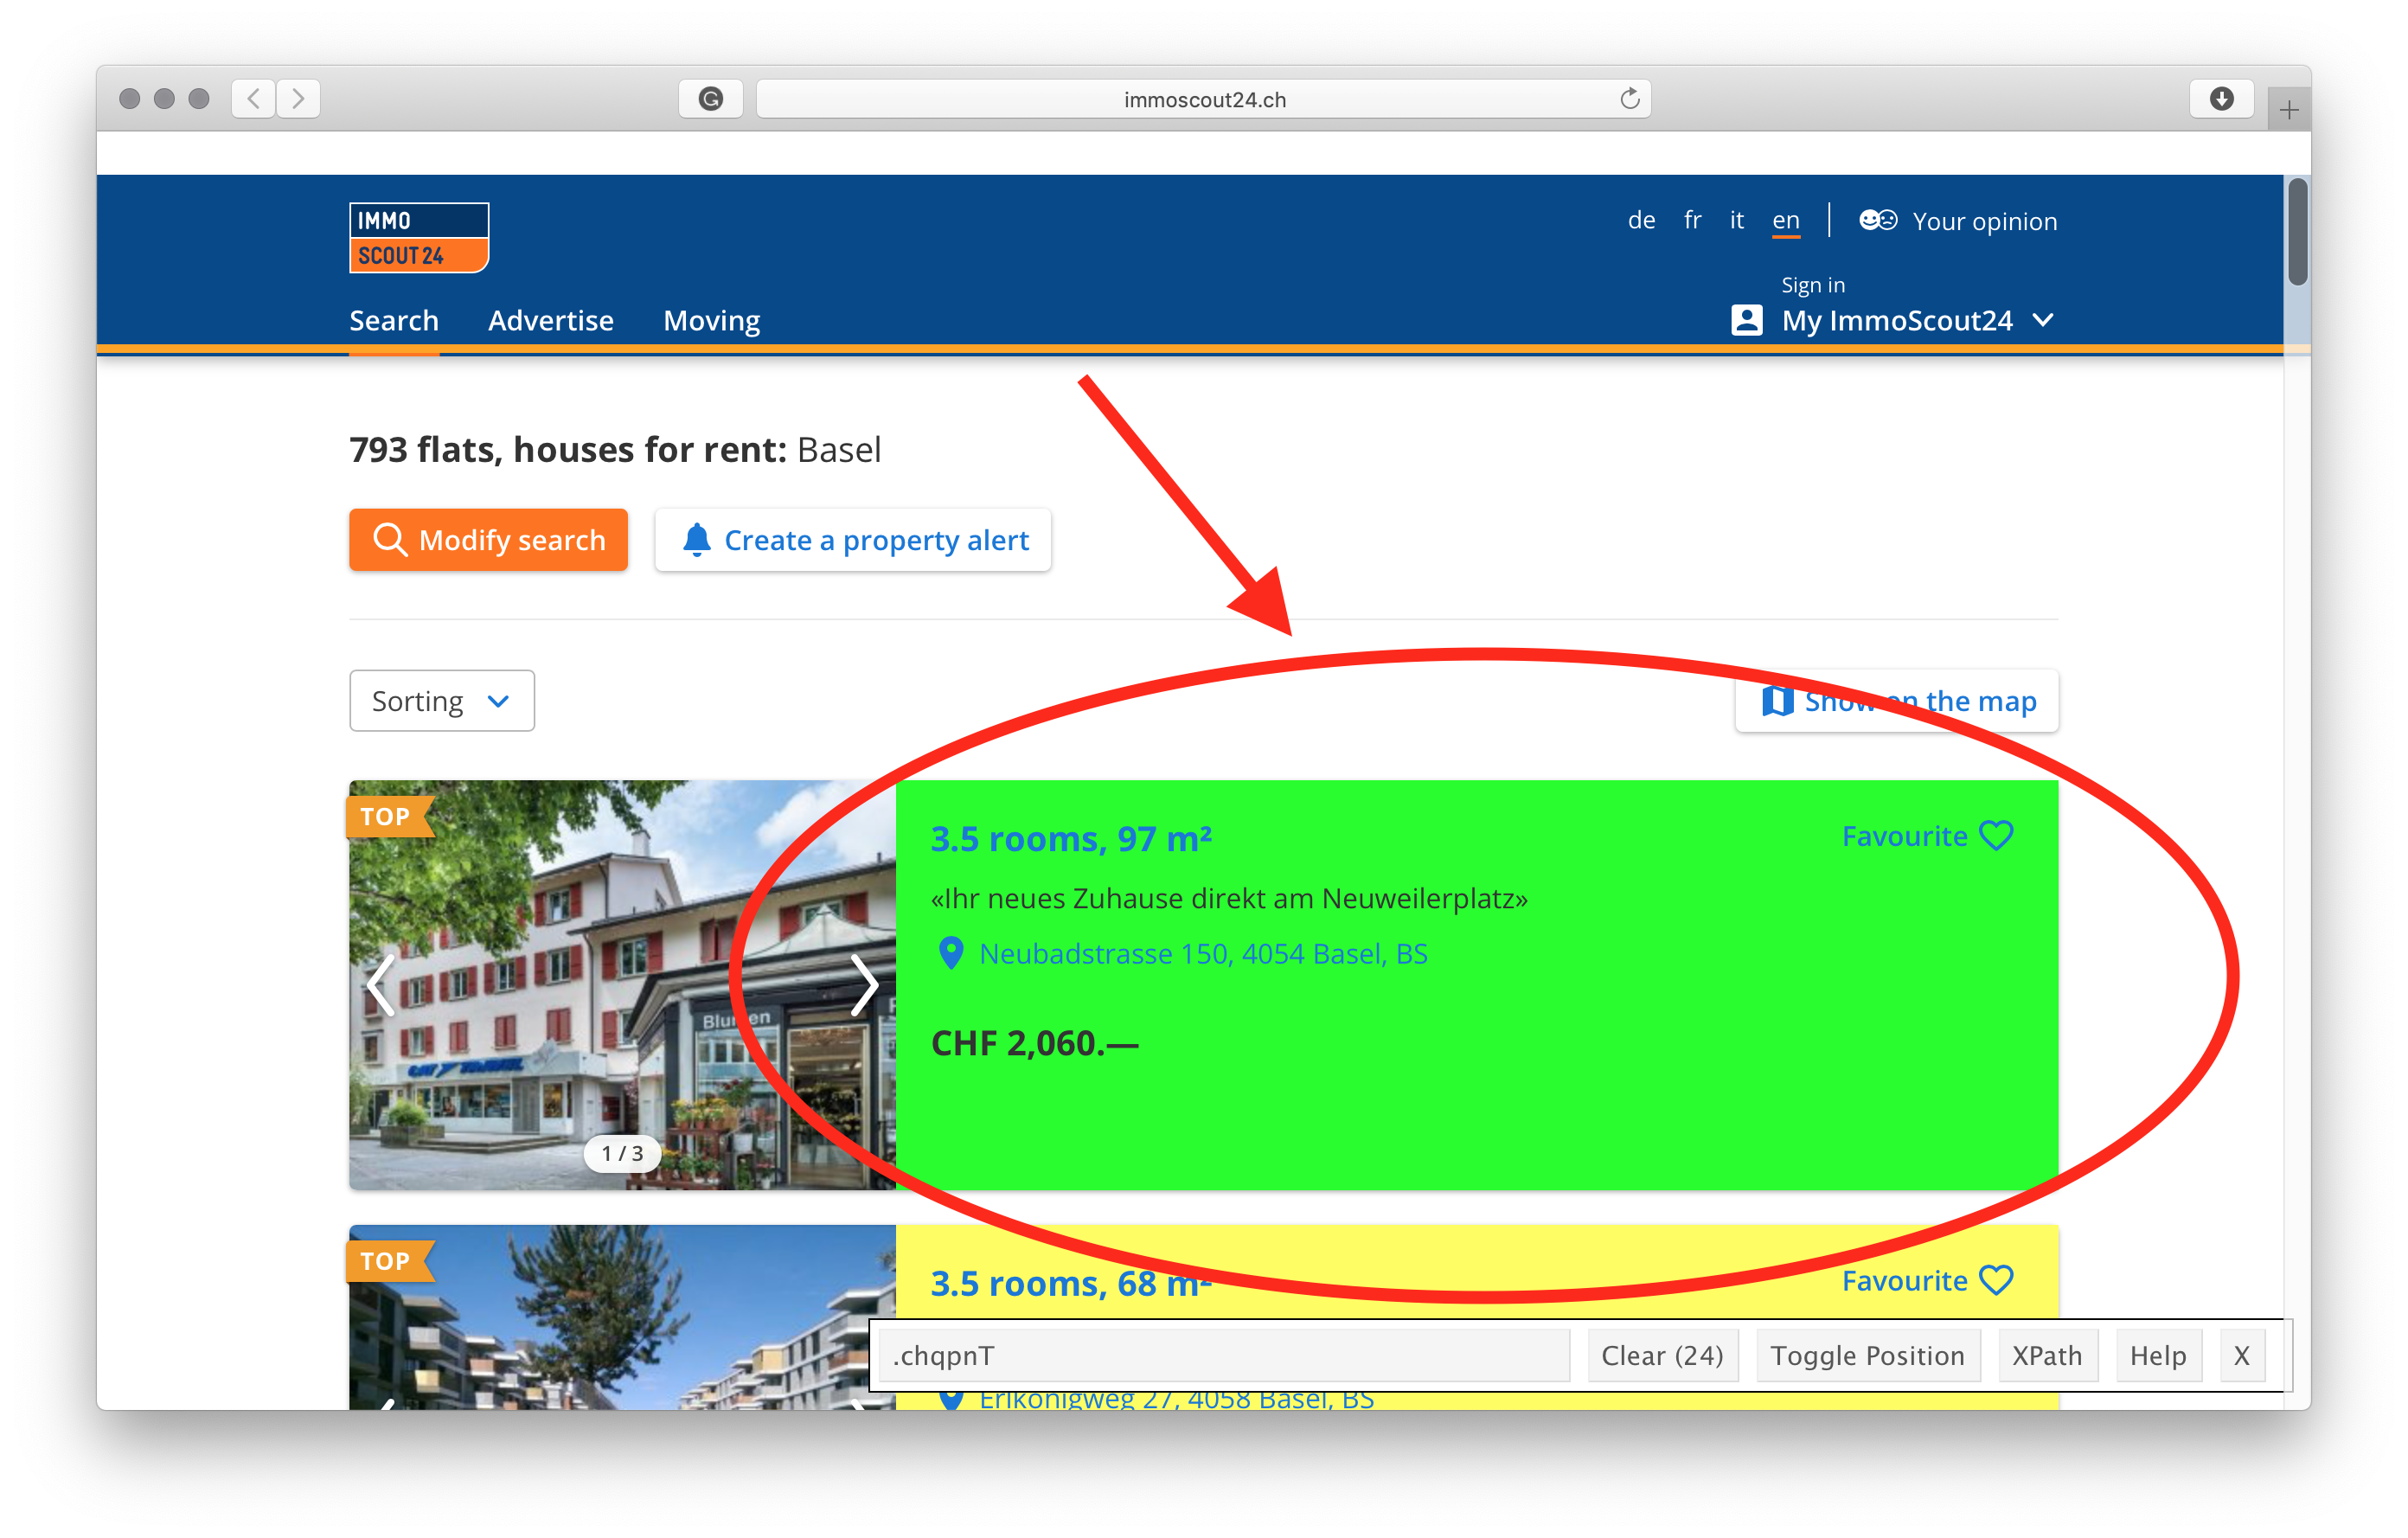 immoscout24.ch
IMMO
SCOUT24
de fr it en Your opinion
Sign in
Search Advertise Moving My ImmoScout24
793 flats, houses for rent: Basel
Modify search Create a property alert
Sorting Show on the map
TOP
3.5 rooms, 97 m² Favourite
«Ihr neues Zuhause direkt am Neuweilerplatz»
Neubadstrasse 150, 4054 Basel, BS
Blumen
CHF 2,060.—
1 / 3
TOP
3.5 rooms, 68 m² Favourite
.chqpnT Clear (24) Toggle Position XPath Help X
Erlkönigweg 27, 4058 Basel, BS